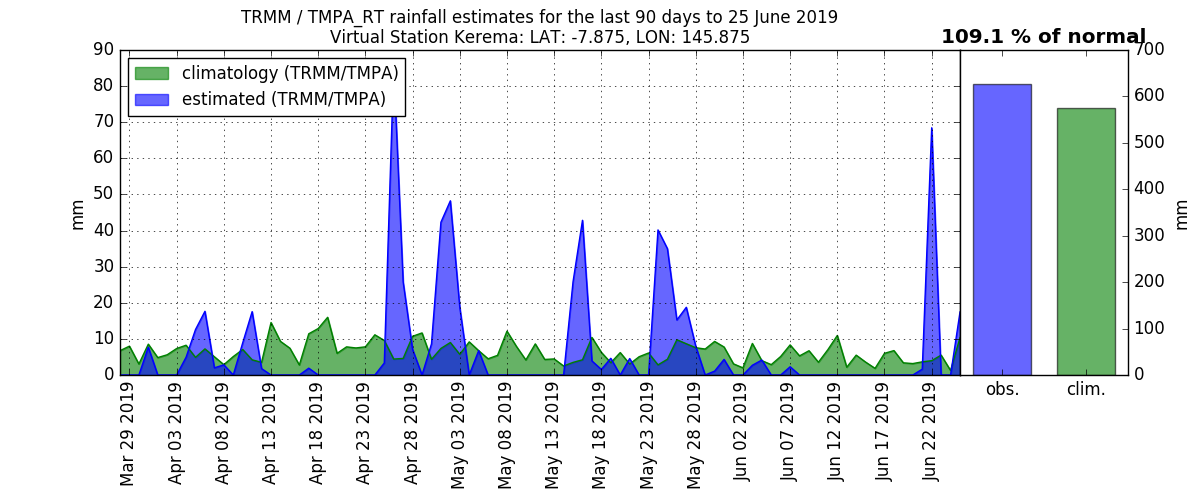 TRMM / TMPA_RT rainfall estimates for the last 90 days to 25 June 2019
Virtual Station Kerema: LAT: -7.875, LON: 145.875
109.1 % of normal
climatology (TRMM/TMPA)
estimated (TRMM/TMPA)
90
80
70
60
50
40
30
20
10
0
mm
Mar 29 2019
Apr 03 2019
Apr 08 2019
Apr 13 2019
Apr 18 2019
Apr 23 2019
Apr 28 2019
May 03 2019
May 08 2019
May 13 2019
May 18 2019
May 23 2019
May 28 2019
Jun 02 2019
Jun 07 2019
Jun 12 2019
Jun 17 2019
Jun 22 2019
obs.
clim.
700
600
500
400
300
200
100
0
mm